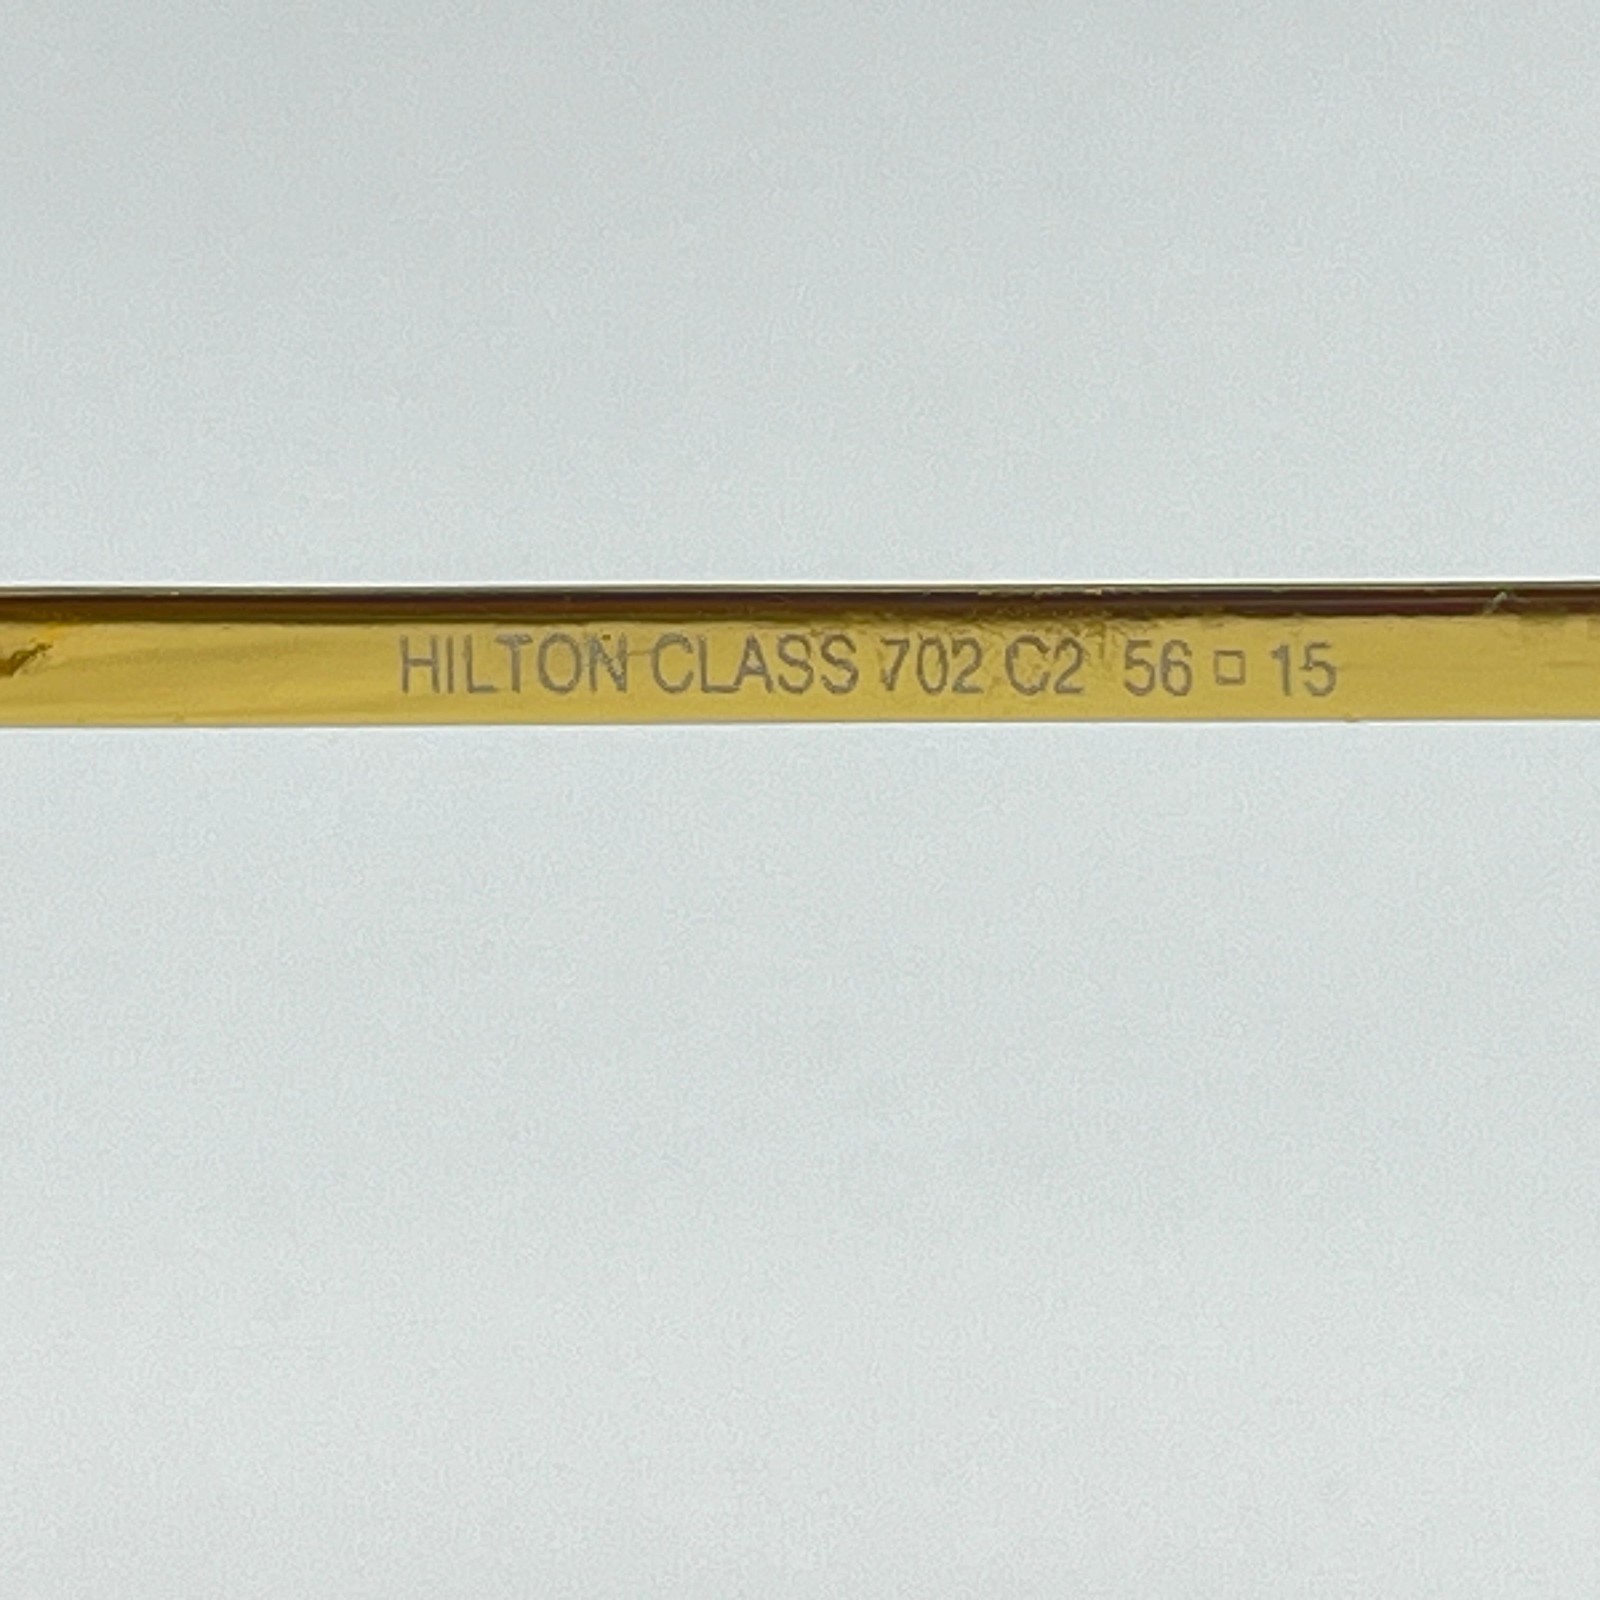 HILTON CLASS 702 C2 56 □ 15